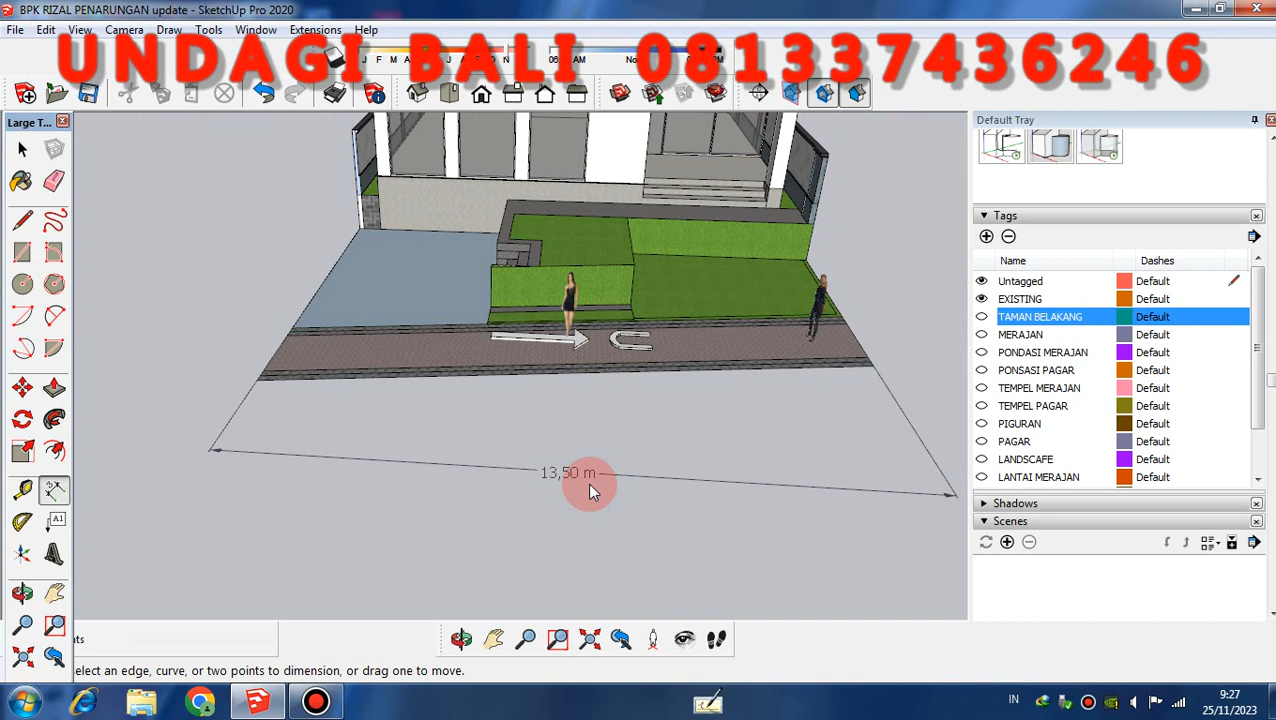 BPK RIZAL PENARUNGAN update - SketchUp Pro 2020
File Edit View Camera Draw Tools Window Extensions Help
UNDAGI BALI 081337436246
J F M A M J J A S O N D
Large T...
Default Tray
Tags
Name Dashes
Untagged Default
EXISTING Default
TAMAN BELAKANG Default
MERAJAN Default
PONDASI MERAJAN Default
PONSASI PAGAR Default
TEMPEL MERAJAN Default
TEMPEL PAGAR Default
PIGURAN Default
PAGAR Default
LANDSCAFE Default
LANTAI MERAJAN Default
13,50 m
A1
Shadows
Scenes
nts
elect an edge, curve, or two points to dimension, or drag one to move.
IN
9:27
25/11/2023